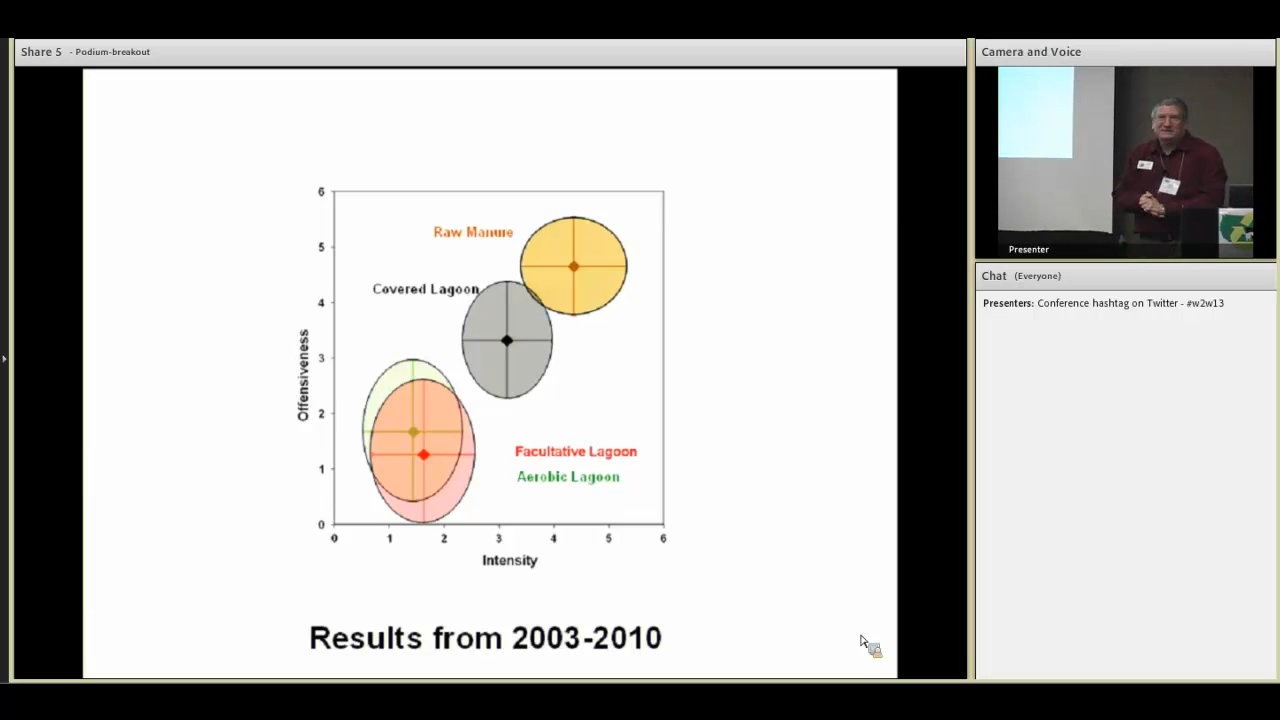 Share 5 - Podium-breakout
6
5
4
3
2
1
0
Offensiveness
Raw Manure
Covered Lagoon
Facultative Lagoon
Aerobic Lagoon
0 1 2 3 4 5 6
Intensity
Results from 2003-2010
Camera and Voice
Presenter
Chat (Everyone)
Presenters: Conference hashtag on Twitter - #w2w13